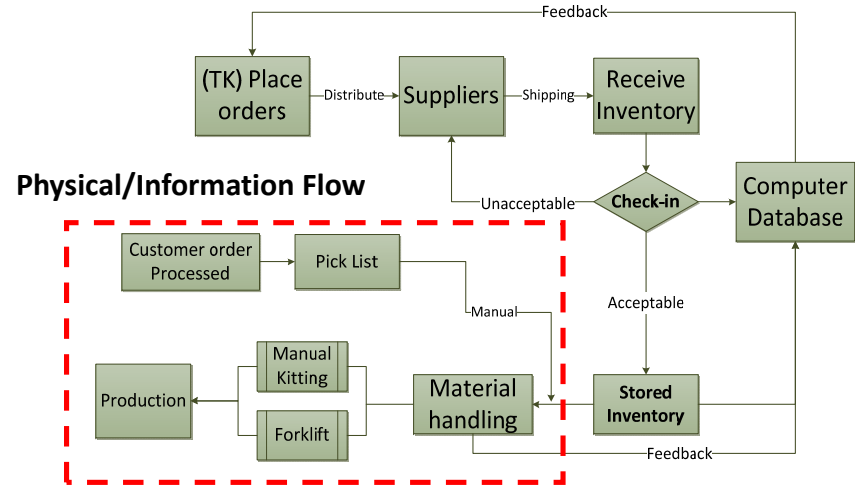 Feedback
(TK) Place
orders
Distribute
Suppliers
Shipping
Receive
Inventory
Physical/Information Flow
Unacceptable
Check-in
Computer
Database
Customer order
Processed
Pick List
Manual
Acceptable
Manual
Kitting
Production
Forklift
Material
handling
Stored
Inventory
Feedback